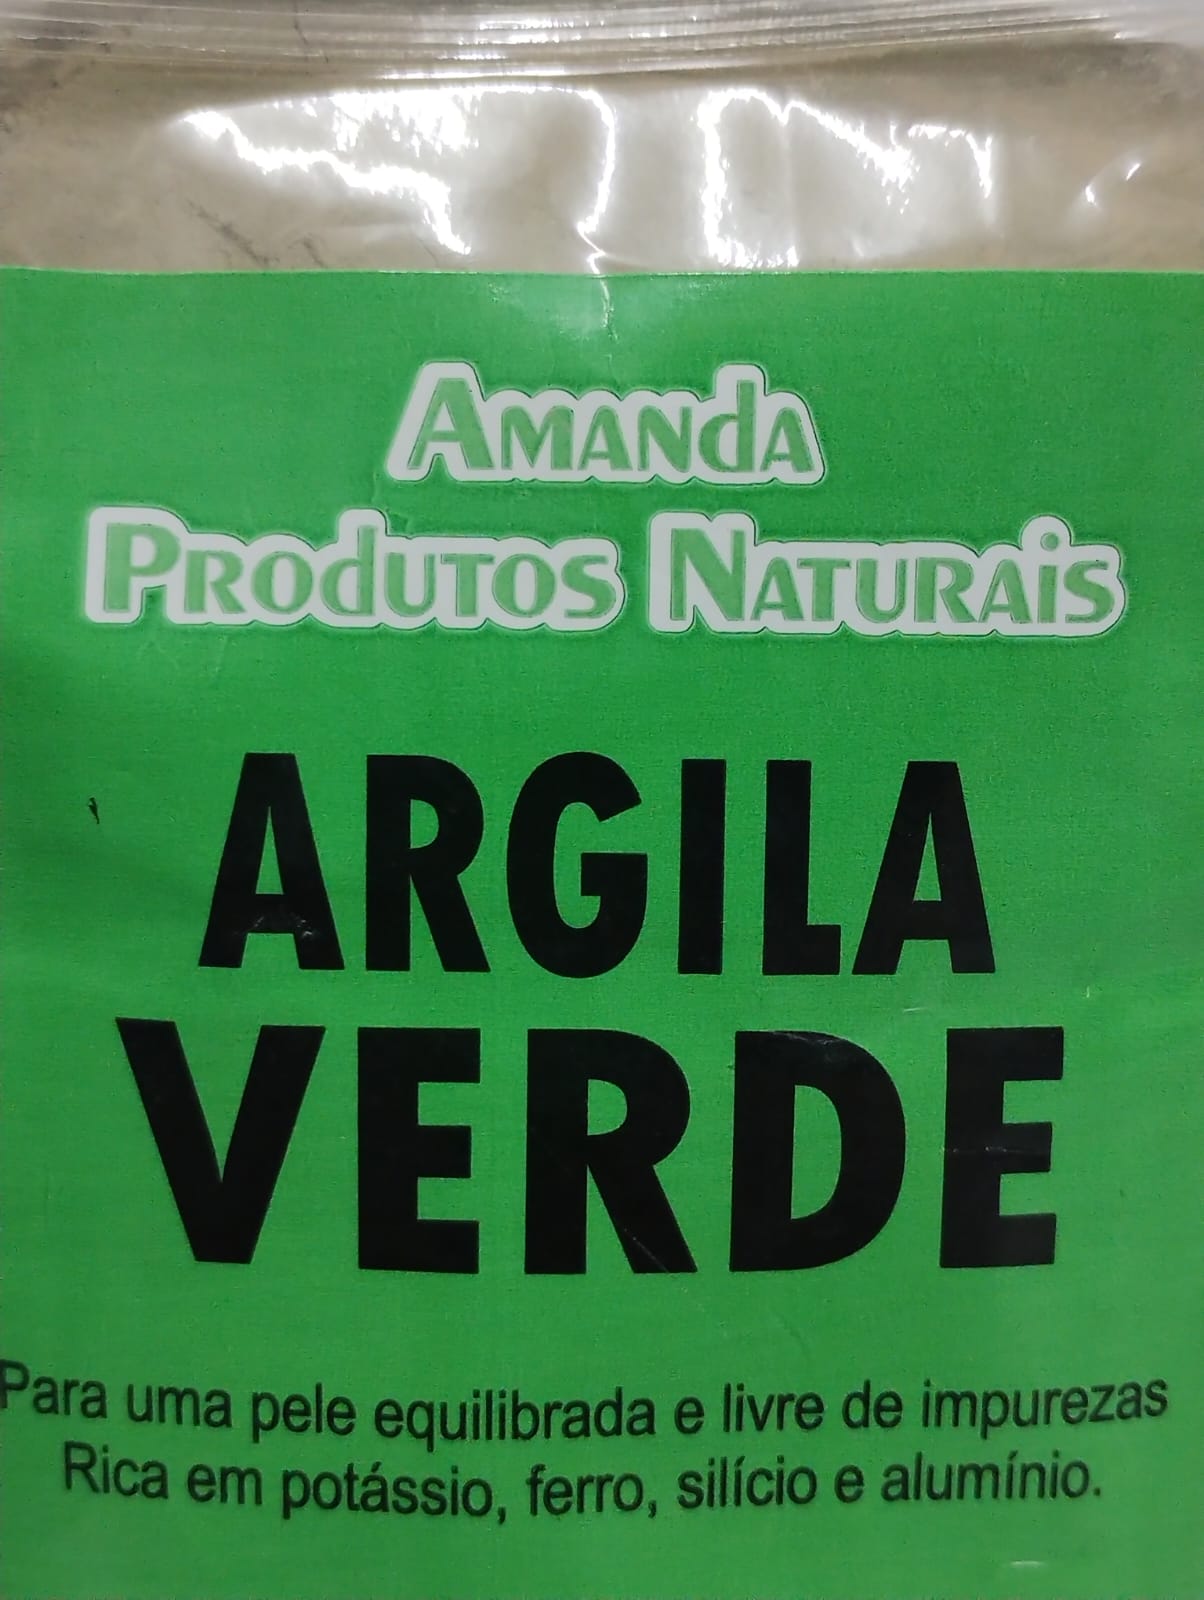 Amanda
Produtos Naturais
ARGILA
VERDE
Para uma pele equilibrada e livre de impurezas
Rica em potássio, ferro, silício e alumínio.